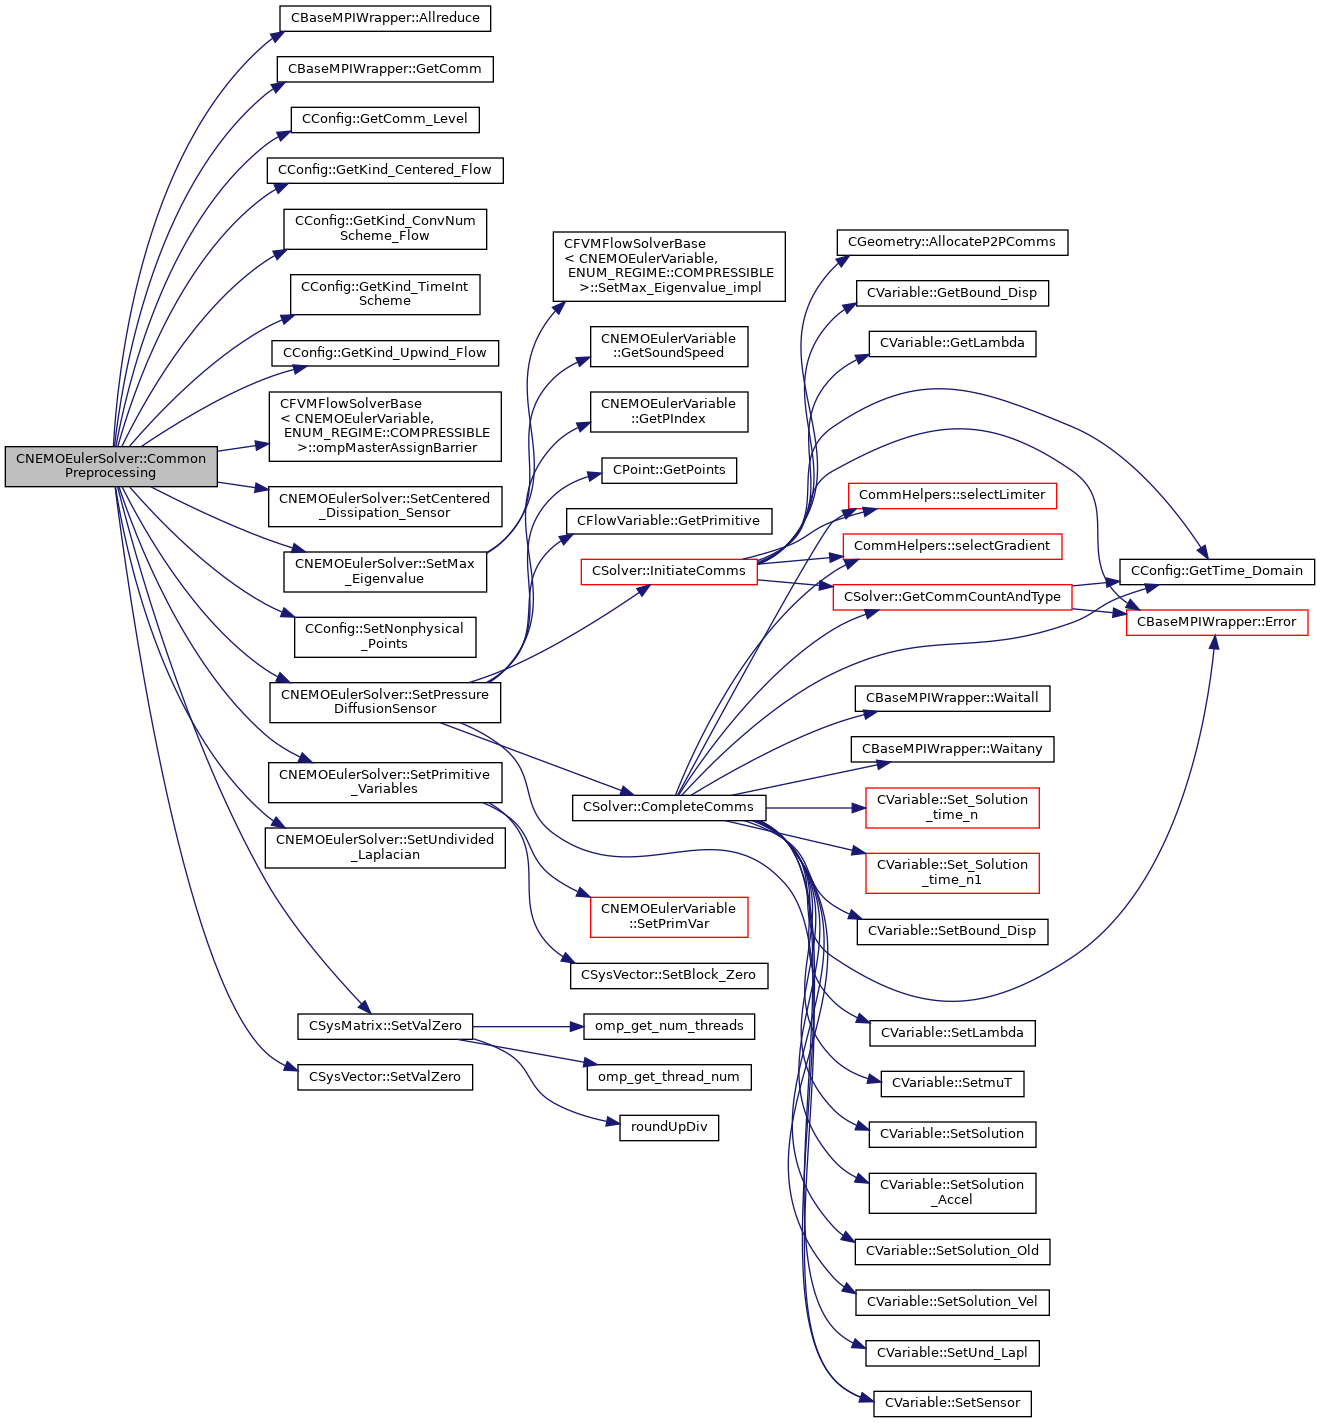 CNEMOEulerSolver::Common
Preprocessing
CBaseMPIWrapper::Allreduce
CBaseMPIWrapper::GetComm
CConfig::GetComm_Level
CConfig::GetKind_Centered_Flow
CConfig::GetKind_ConvNum
Scheme_Flow
CConfig::GetKind_TimeInt
Scheme
CConfig::GetKind_Upwind_Flow
CFVMFlowSolverBase
< CNEMOEulerVariable,
ENUM_REGIME::COMPRESSIBLE
>::ompMasterAssignBarrier
CNEMOEulerSolver::SetCentered
_Dissipation_Sensor
CNEMOEulerSolver::SetMax
_Eigenvalue
CConfig::SetNonphysical
_Points
CNEMOEulerSolver::SetPressure
DiffusionSensor
CNEMOEulerSolver::SetPrimitive
_Variables
CNEMOEulerSolver::SetUndivided
_Laplacian
CSysMatrix::SetValZero
CSysVector::SetValZero
CFVMFlowSolverBase
< CNEMOEulerVariable,
ENUM_REGIME::COMPRESSIBLE
>::SetMax_Eigenvalue_impl
CNEMOEulerVariable
::GetSoundSpeed
CNEMOEulerVariable
::GetPIndex
CPoint::GetPoints
CFlowVariable::GetPrimitive
CSolver::InitiateComms
CSolver::CompleteComms
CNEMOEulerVariable
::SetPrimVar
CSysVector::SetBlock_Zero
omp_get_num_threads
omp_get_thread_num
roundUpDiv
CGeometry::AllocateP2PComms
CVariable::GetBound_Disp
CVariable::GetLambda
CommHelpers::selectLimiter
CommHelpers::selectGradient
CSolver::GetCommCountAndType
CBaseMPIWrapper::Waitall
CBaseMPIWrapper::Waitany
CVariable::Set_Solution
_time_n
CVariable::Set_Solution
_time_n1
CVariable::SetBound_Disp
CVariable::SetLambda
CVariable::SetmuT
CVariable::SetSolution
CVariable::SetSolution
_Accel
CVariable::SetSolution_Old
CVariable::SetSolution_Vel
CVariable::SetUnd_Lapl
CVariable::SetSensor
CConfig::GetTime_Domain
CBaseMPIWrapper::Error